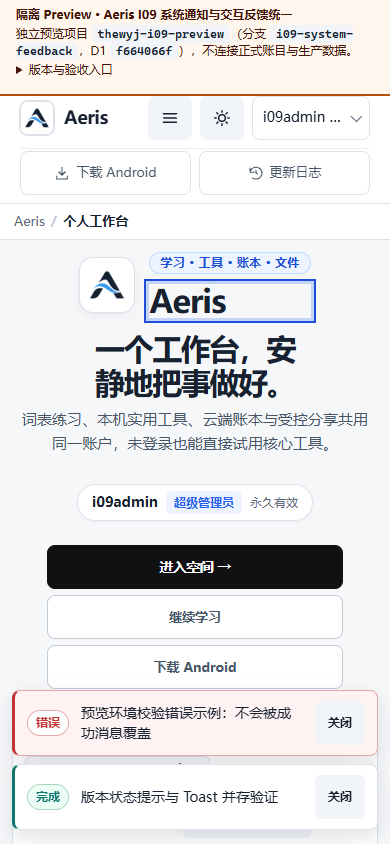 隔离 Preview · Aeris I09 系统通知与交互反馈统一
独立预览项目 thewyj-i09-preview （分支 i09-system-
feedback ，D1 f664066f ），不连接正式账目与生产数据。
▶ 版本与验收入口
Aeris
i09admin ...
下载 Android
更新日志
Aeris / 个人工作台
学习 · 工具 · 账本 · 文件
Aeris
一个工作台，安
静地把事做好。
词表练习、本机实用工具、云端账本与受控分享共用
同一账户，未登录也能直接试用核心工具。
i09admin 超级管理员 永久有效
进入空间 →
继续学习
下载 Android
错误 预览环境校验错误示例：不会被成
功消息覆盖
关闭
完成 版本状态提示与 Toast 并存验证
关闭